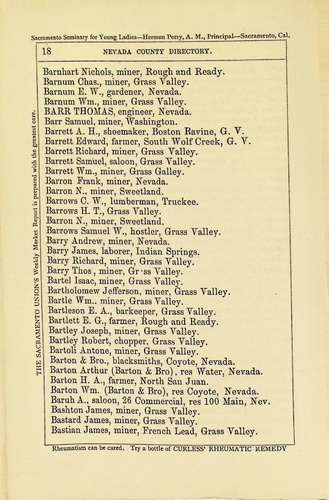 Sacramento Seminary for Young Ladies—Hermon Perry, A. M., Principal—Sacramento, Cal.
18 NEVADA COUNTY DIRECTORY.
Barnhart Nichols, miner, Rough and Ready.
Barnum Chas., miner, Grass Valley.
Barnum E. W., gardener, Nevada.
Barnum Wm., miner, Grass Valley.
BARR THOMAS, engineer, Nevada.
Barr Samuel, miner, Washington.
Barrett A. H., shoemaker, Boston Ravine, G. V.
Barrett Edward, farmer, South Wolf Creek, G. V.
Barrett Richard, miner, Grass Valley.
Barrett Samuel, saloon, Grass Valley.
Barrett Wm., miner, Grass Galley.
Barron Frank, miner, Nevada.
Barron N., miner, Sweetland.
Barrows C. W., lumberman, Truckee.
Barrows H. T., Grass Valley.
Barrow N., miner, Sweetland.
Barrows Samuel W., hostler, Grass Valley.
Barry Andrew, miner, Nevada.
Barry James, laborer, Indian Springs.
Barry Richard, miner, Grass Valley.
Barry Thos., miner, Grass Valley.
Bartel Isaac, miner, Grass Valley.
Bartholomew Jefferson, miner, Grass Valley.
Bartle Wm., miner, Grass Valley.
Bartleson E. A., barkeeper, Grass Valley.
Bartlett E. G., farmer, Rough and Ready.
Bartley Joseph, miner, Grass Valley.
Bartley Robert, chopper, Grass Valley.
Bartoli Antone, miner, Grass Valley.
Barton & Bro., blacksmiths, Coyote, Nevada.
Barton Arthur (Barton & Bro), res Water, Nevada.
Barton H. A., farmer, North San Juan.
Barton Wm. (Barton & Bro), res Coyote, Nevada.
Baruh A., saloon, 26 Commercial, res 100 Main, Nev.
Bashton James, miner, Grass Valley.
Bastard James, miner, Grass Valley.
Bastian James, miner, French Lead, Grass Valley.
Rheumatism can be cured. Try a bottle of CURLESS' RHEUMATIC REMEDY
THE SACRAMENTO UNION'S Weekly Market Report is prepared with the greatest care.